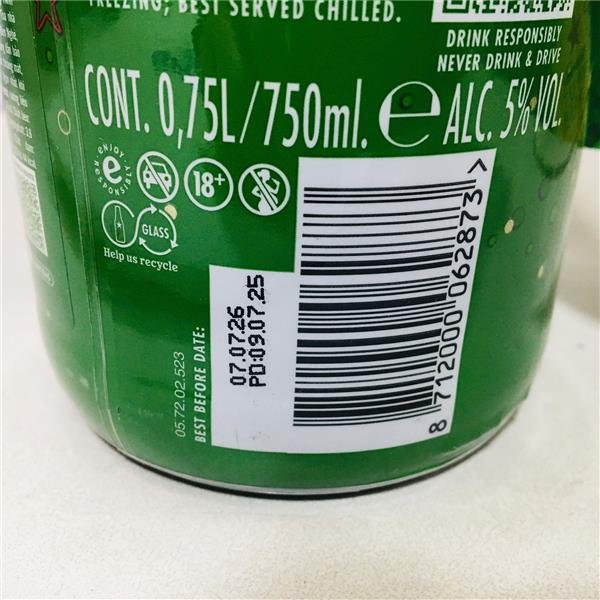 FREEZING; BEST SERVED CHILLED.
DRINK RESPONSIBLY
NEVER DRINK & DRIVE
CONT. 0,75L/750ml. e ALC. 5% VOL.
ENJOY
e
RESPONSIBLY
18+
GLASS
Help us recycle
05.72.02.523
BEST BEFORE DATE:
07.07.26
PD:09.07.25
8 712000 062873 >